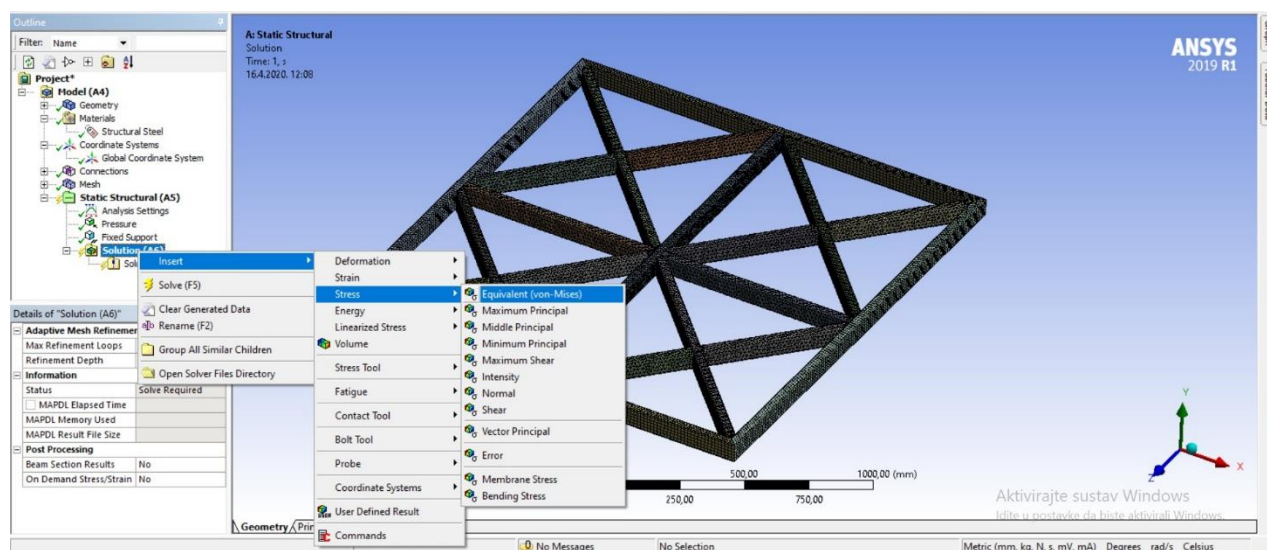 Outline
Filter: Name
Project*
Model (A4)
Geometry
Materials
Structural Steel
Coordinate Systems
Global Coordinate System
Connections
Mesh
Static Structural (A5)
Analysis Settings
Pressure
Fixed Support
Solution (A6)
Details of "Solution (A6)"
Adaptive Mesh Refinemen
Max Refinement Loops
Refinement Depth
Information
Status Solve Required
MAPDL Elapsed Time
MAPDL Memory Used
MAPDL Result File Size
Post Processing
Beam Section Results No
On Demand Stress/Strain No
Insert
Solve (F5)
Clear Generated Data
Rename (F2)
Group All Similar Children
Open Solver Files Directory
Deformation
Strain
Stress
Energy
Linearized Stress
Volume
Stress Tool
Fatigue
Contact Tool
Bolt Tool
Probe
Coordinate Systems
User Defined Result
Commands
Equivalent (von-Mises)
Maximum Principal
Middle Principal
Minimum Principal
Maximum Shear
Intensity
Normal
Shear
Vector Principal
Error
Membrane Stress
Bending Stress
A: Static Structural
Solution
Time: 1, s
16.4.2020. 12:08
ANSYS
2019 R1
Y
X
Z
500,00 1000,00 (mm)
250,00 750,00
Aktivirajte sustav Windows
Idite u postavke da biste aktivirali Windows.
Geometry
No Messages No Selection Metric (mm, kg, N, s, mV, mA) Degrees rad/s Celsius